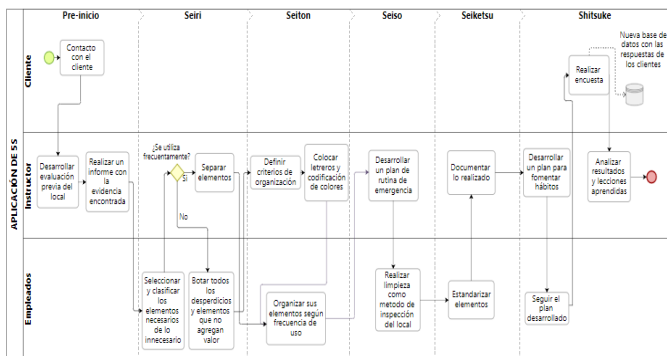 Pre-inicio
Seiri
Seiton
Seiso
Seiketsu
Shitsuke
APLICACIÓN DE 5S
Cliente
Contacto
con el
cliente
Realizar
encuesta
Nueva base de
datos con las
respuestas de
los clientes
Instructor
Desarrollar
evaluación
previa del
local
Realizar un
informe con la
evidencia
encontrada
¿Se utiliza
frecuentemente?
Sí
No
Separar
elementos
Definir
criterios de
organización
Colocar
letreros y
codificación
de colores
Desarrollar
un plan de
rutina de
emergencia
Documentar
lo realizado
Desarrollar
un plan para
fomentar
hábitos
Analizar
resultados
y lecciones
aprendidas
Empleados
Seleccionar
y clasificar
los
elementos
necesarios
de lo
innecesario
Botar todos
los
desperdicios
y elementos
que no
agregan
valor
Organizar sus
elementos según
frecuencia de
uso
Realizar
limpieza como
metodo de
inspección
del local
Estandarizar
elementos
Seguir el
plan
desarrollado